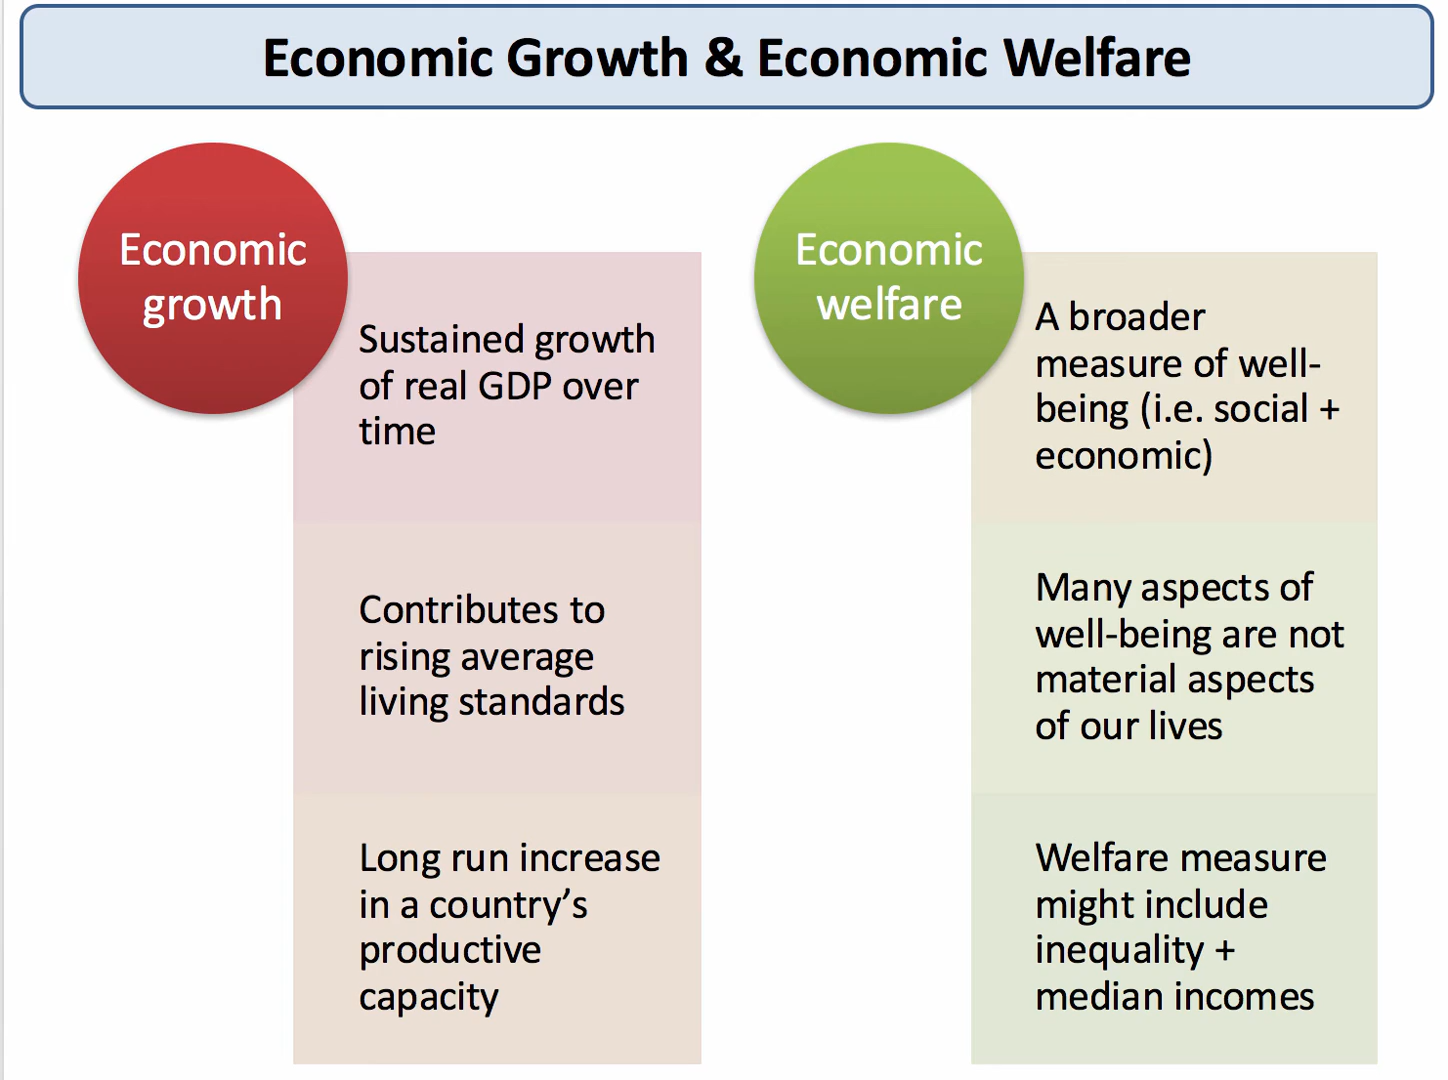 Economic Growth & Economic Welfare
Economic
growth
Sustained growth
of real GDP over
time
Contributes to
rising average
living standards
Long run increase
in a country’s
productive
capacity
Economic
welfare
A broader
measure of well-
being (i.e. social +
economic)
Many aspects of
well-being are not
material aspects
of our lives
Welfare measure
might include
inequality +
median incomes